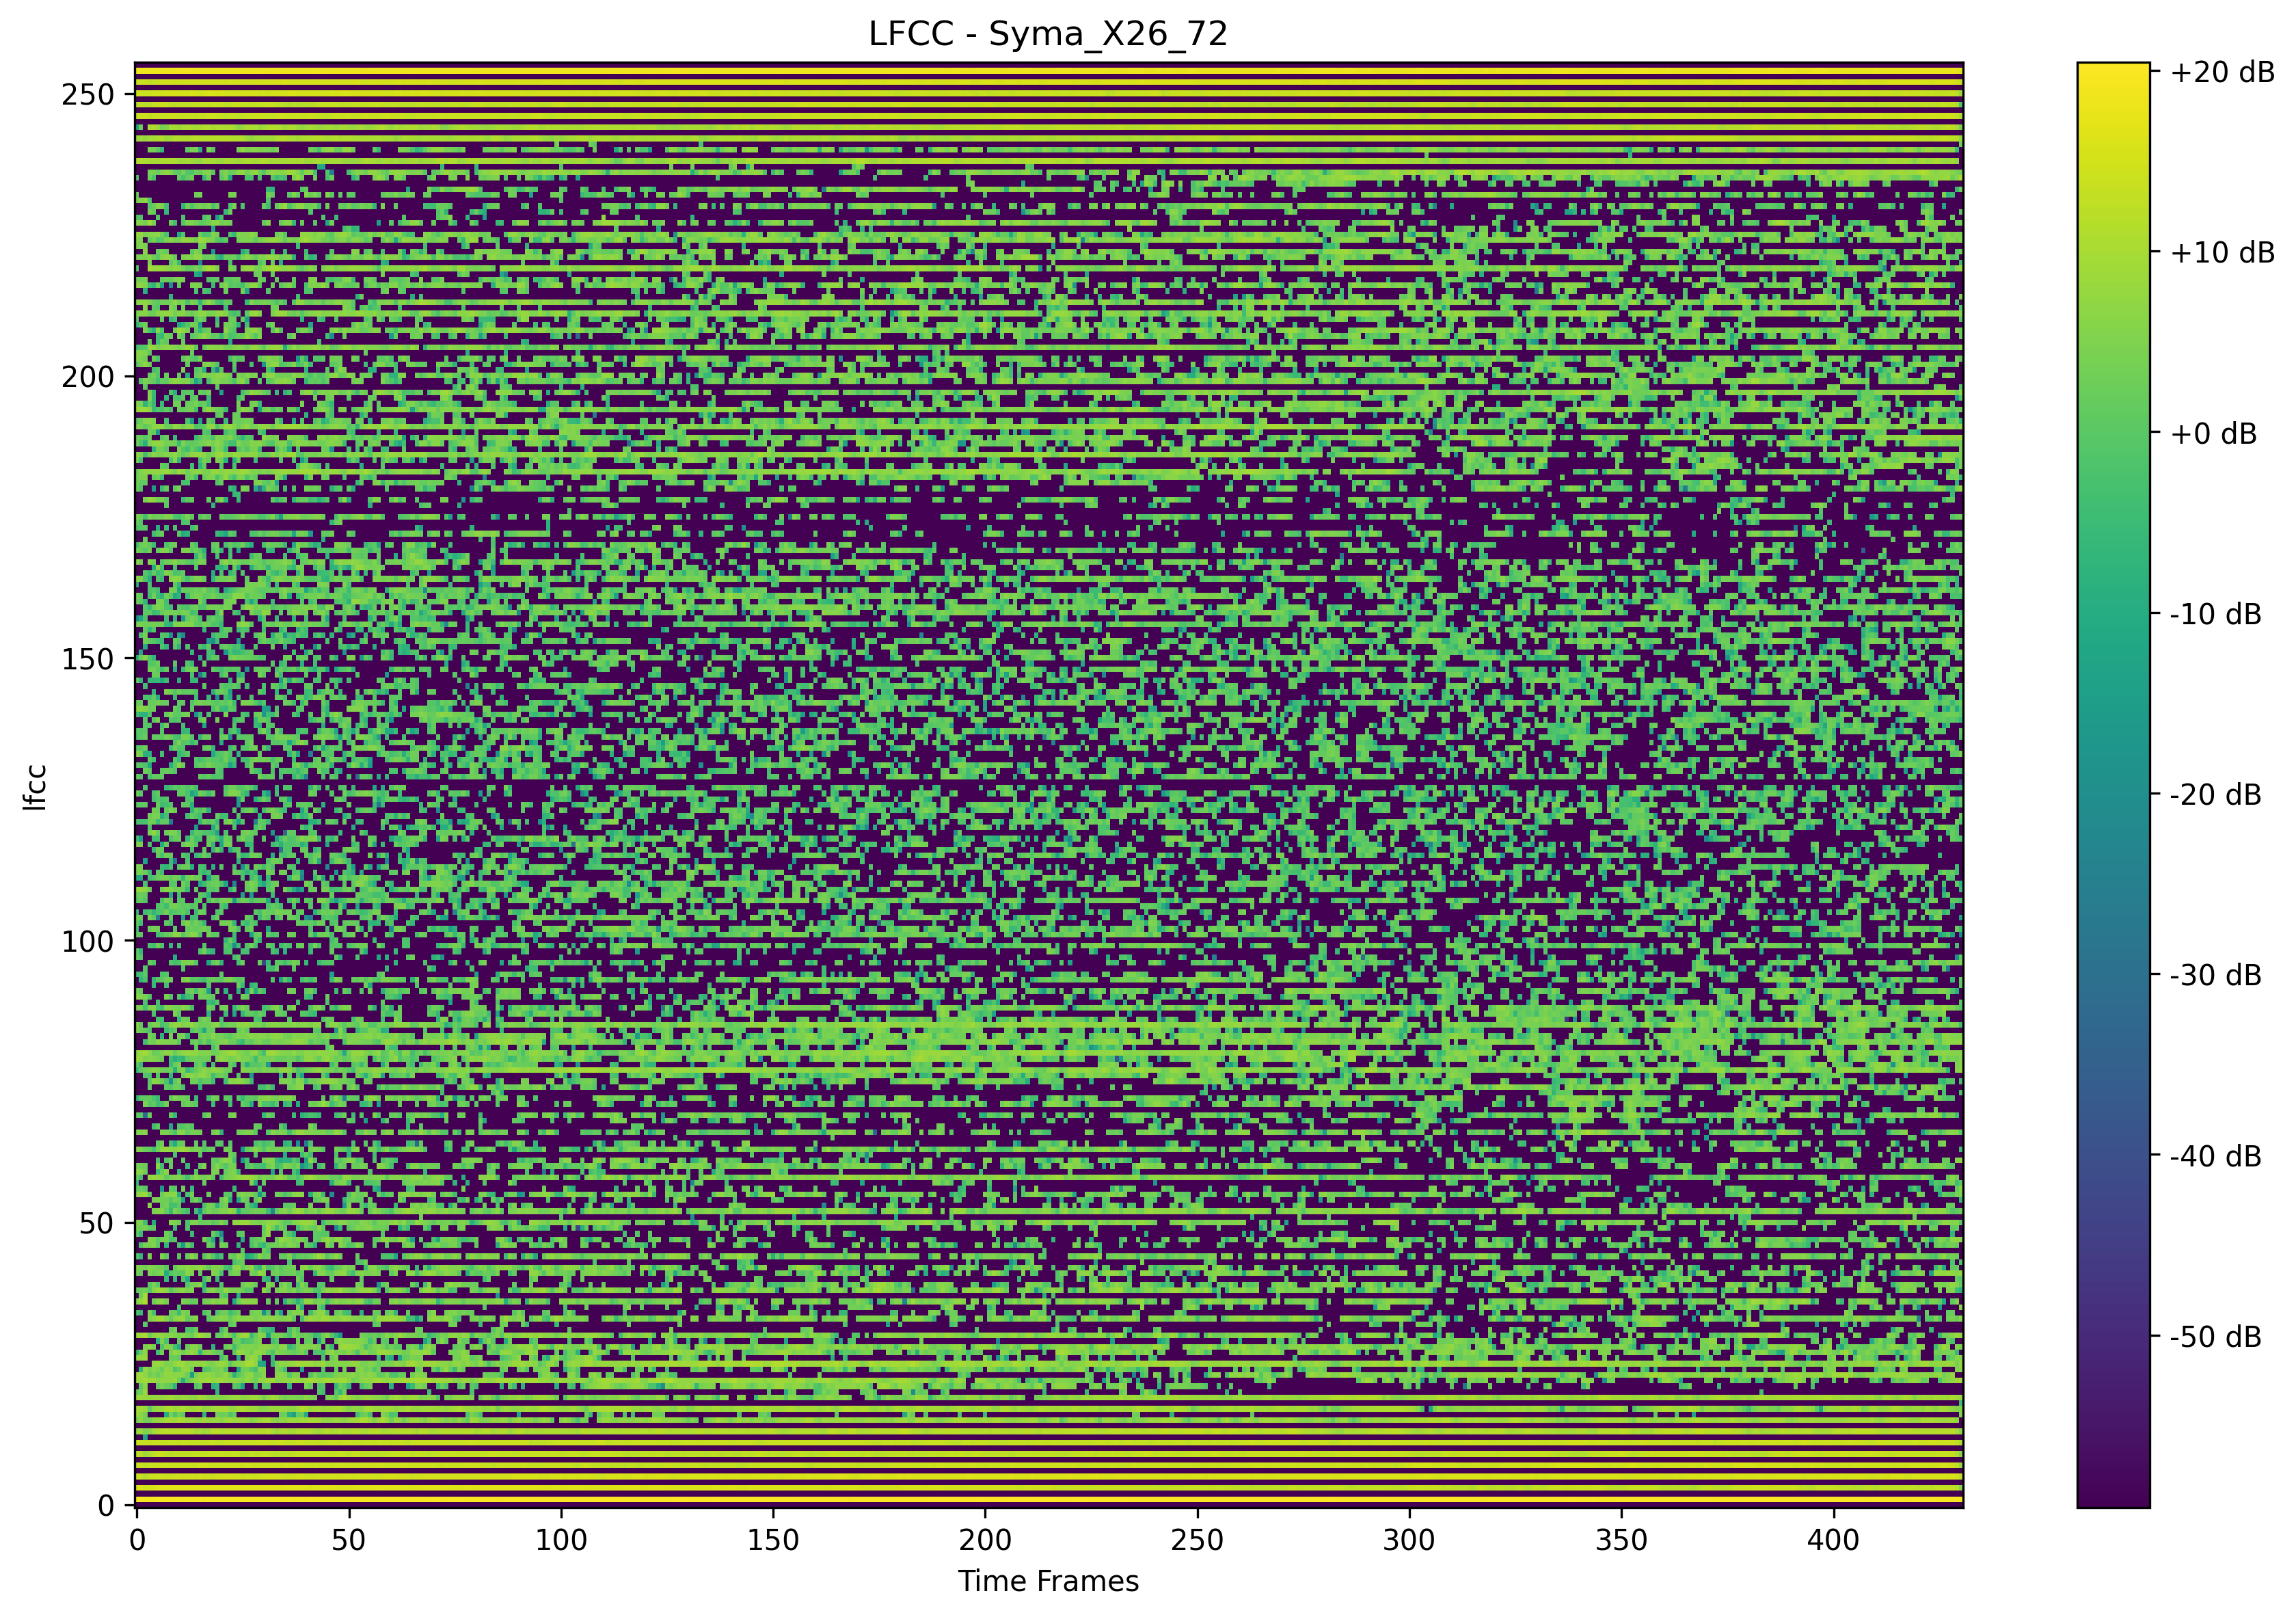 LFCC - Syma_X26_72
lfcc
250
200
150
100
50
0
0 50 100 150 200 250 300 350 400
Time Frames
+20 dB
+10 dB
+0 dB
-10 dB
-20 dB
-30 dB
-40 dB
-50 dB